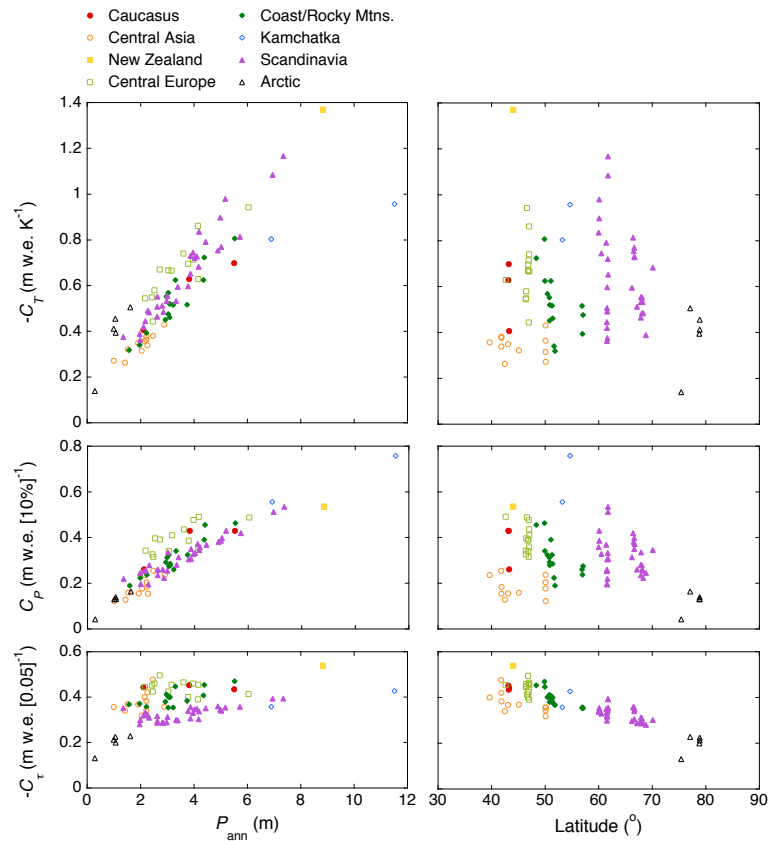 Caucasus
Central Asia
New Zealand
Central Europe
Coast/Rocky Mtns.
Kamchatka
Scandinavia
Arctic
1.4
1.2
1
0.8
0.6
0.4
0.2
0
-C_T (m w.e. K⁻¹)
0.8
0.6
0.4
0.2
0
C_P (m w.e. [10%]⁻¹)
0.6
0.4
0.2
0
-C_τ (m w.e. [0.05]⁻¹)
0 2 4 6 8 10 12
P_ann (m)
30 40 50 60 70 80 90
Latitude (°)